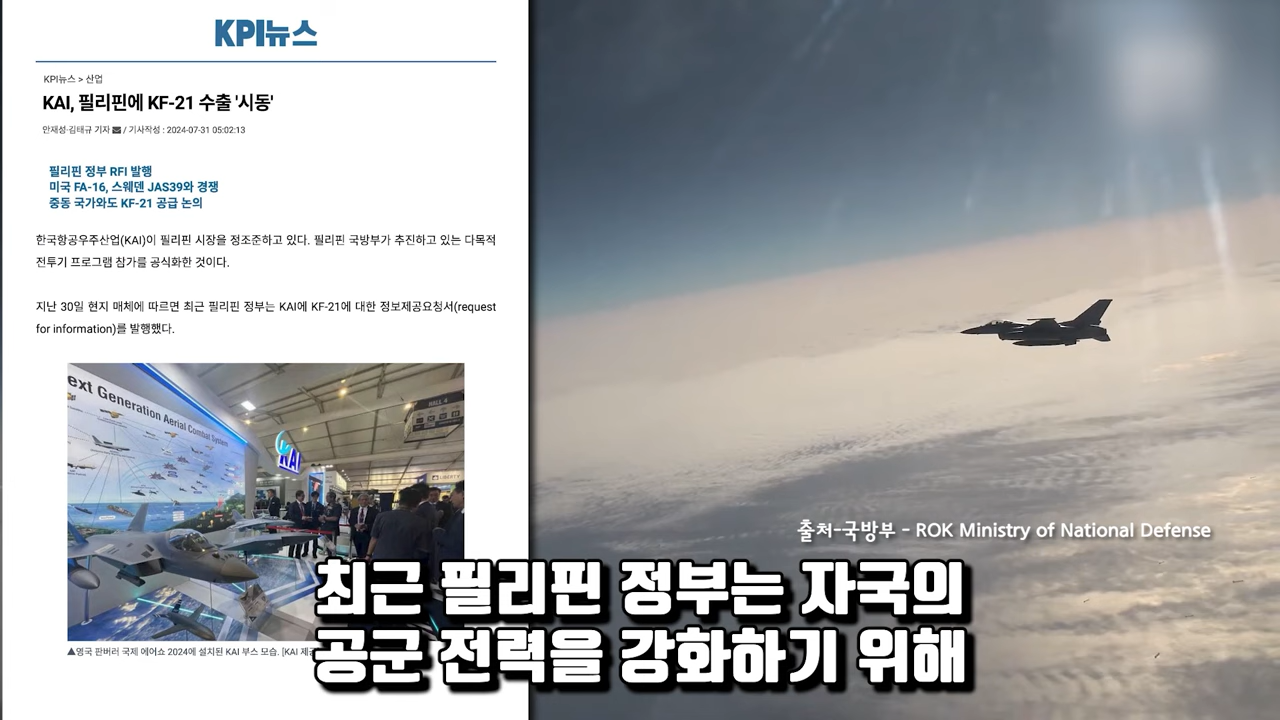 KPI뉴스
KPI뉴스 > 산업
KAI, 필리핀에 KF-21 수출 '시동'
안재성·김태규 기자 / 기사작성 : 2024-07-31 05:02:13
필리핀 정부 RFI 발행
미국 FA-16, 스웨덴 JAS39와 경쟁
중동 국가와도 KF-21 공급 논의
한국항공우주산업(KAI)이 필리핀 시장을 정조준하고 있다. 필리핀 국방부가 추진하고 있는 다목적
전투기 프로그램 참가를 공식화한 것이다.
지난 30일 현지 매체에 따르면 최근 필리핀 정부는 KAI에 KF-21에 대한 정보제공요청서(request
for information)를 발행했다.
ext Generation Aerial Combat System
HALL 4
KAI
LIBERTY
▲영국 판버러 국제 에어쇼 2024에 설치된 KAI 부스 모습. [KAI 제공
출처-국방부 - ROK Ministry of National Defense
최근 필리핀 정부는 자국의
공군 전력을 강화하기 위해